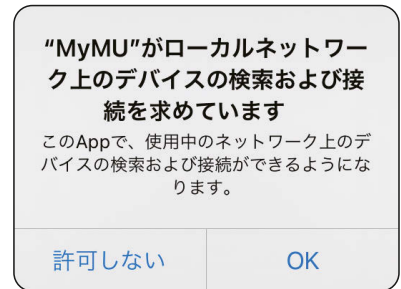 “MyMU”がローカルネットワー
ク上のデバイスの検索および接
続を求めています
このAppで、使用中のネットワーク上のデ
バイスの検索および接続ができるようにな
ります。
許可しない
OK